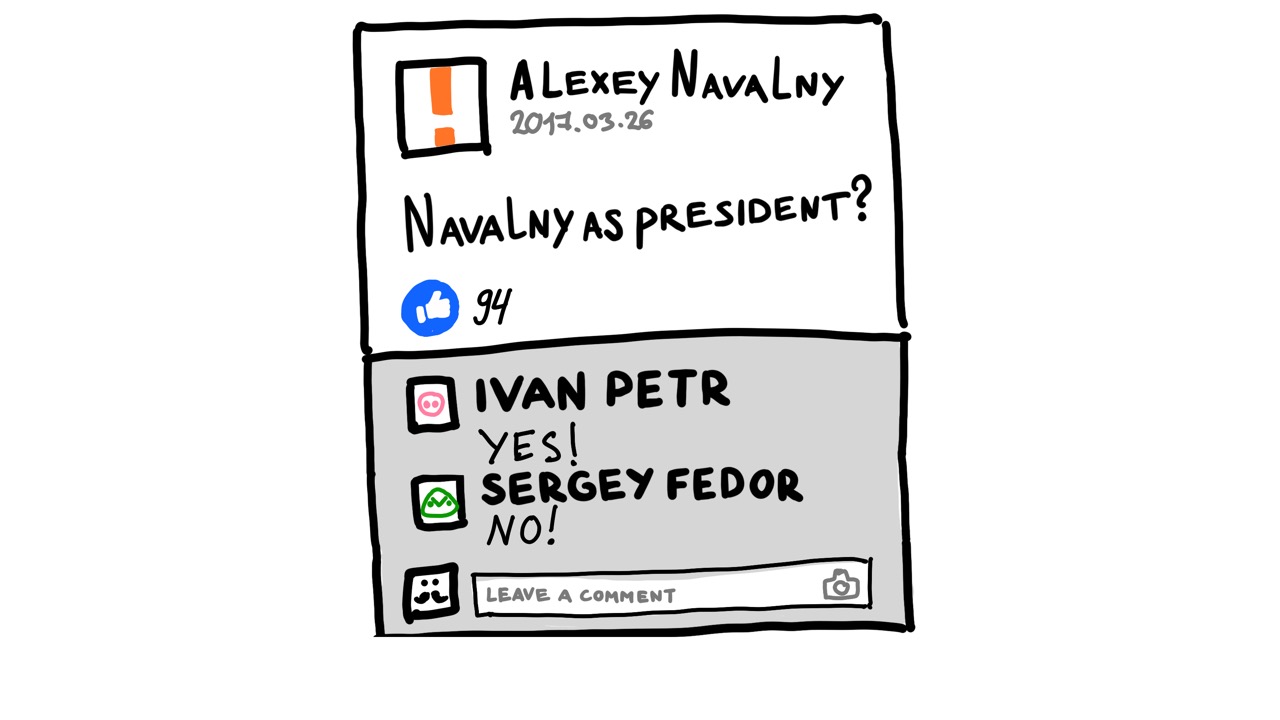 !
ALEXEY NAVALNY
2017.03.26
NAVALNY AS PRESIDENT?
94
IVAN PETR
YES!
SERGEY FEDOR
NO!
LEAVE A COMMENT